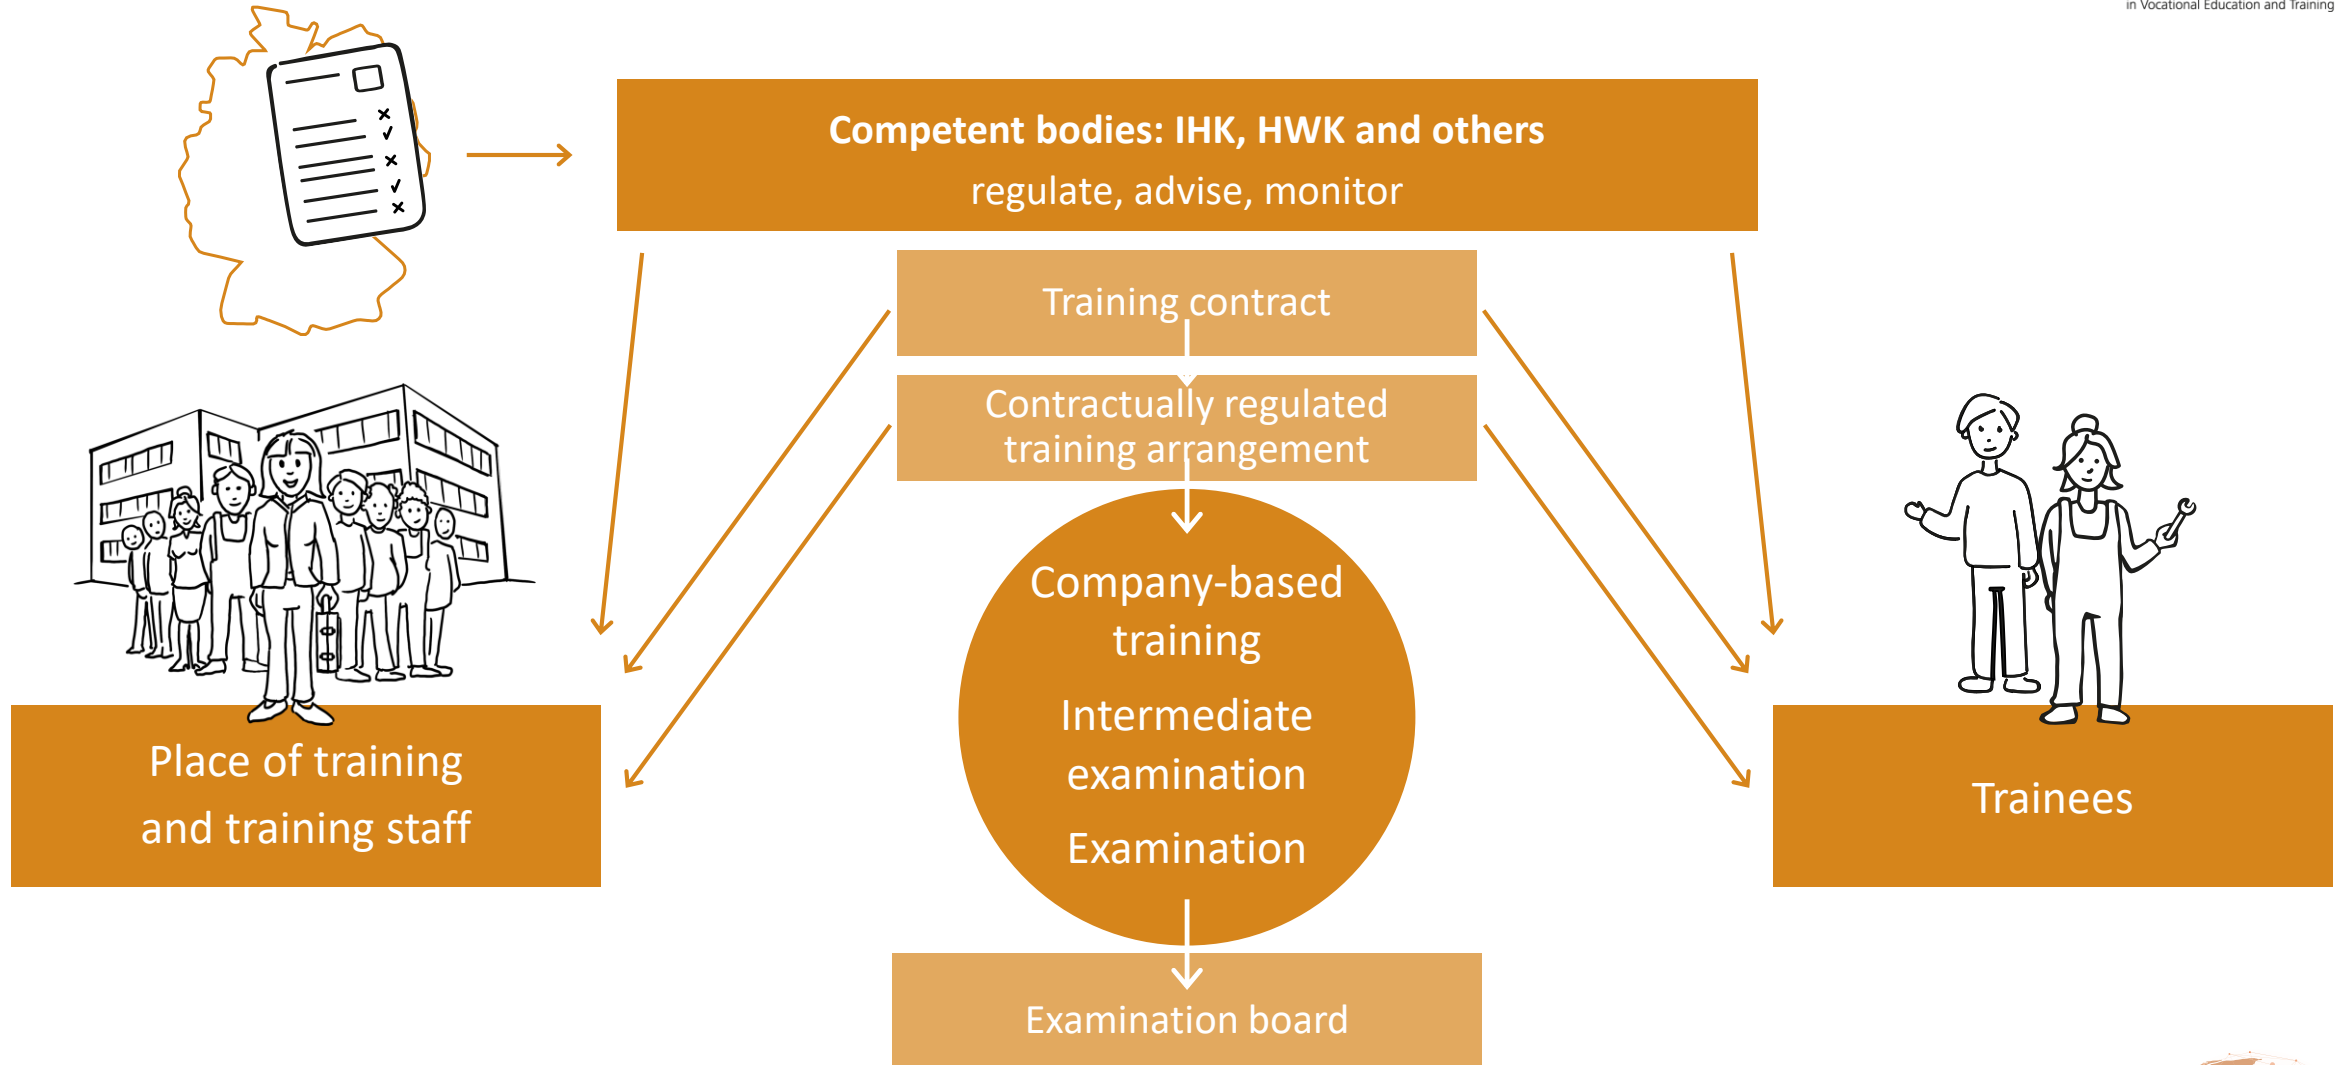 in Vocational Education and Training
Competent bodies: IHK, HWK and others
regulate, advise, monitor
Training contract
Contractually regulated
training arrangement
Company-based
training
Intermediate
examination
Examination
Place of training
and training staff
Trainees
Examination board